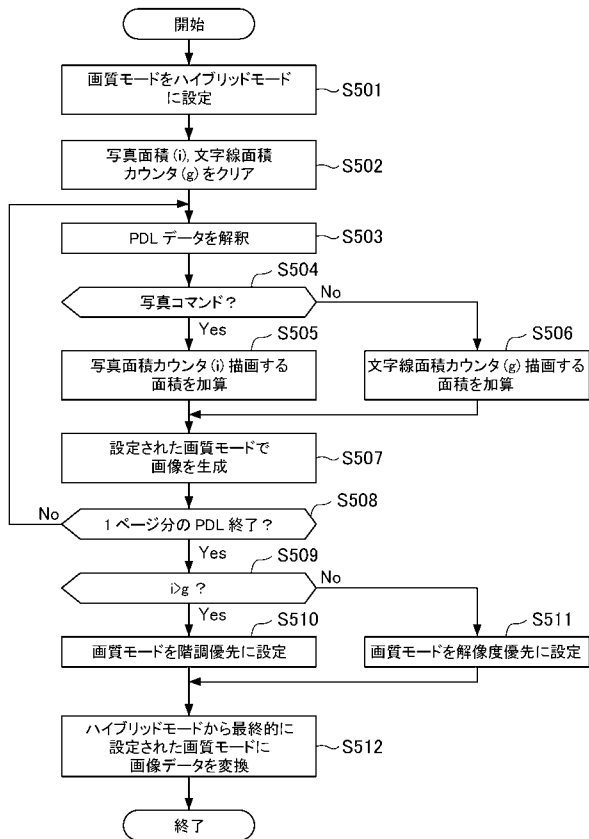 開始
画質モードをハイブリッドモード
に設定
S501
写真面積(i), 文字線面積
カウンタ(g)をクリア
S502
PDLデータを解釈
S503
S504
写真コマンド?
No
Yes
S505
S506
写真面積カウンタ(i)描画する
面積を加算
文字線面積カウンタ(g)描画する
面積を加算
設定された画質モードで
画像を生成
S507
S508
No
1ページ分のPDL終了?
Yes
S509
i>g ?
No
Yes
S510
S511
画質モードを階調優先に設定
画質モードを解像度優先に設定
ハイブリッドモードから最終的に
設定された画質モードに
画像データを変換
S512
終了